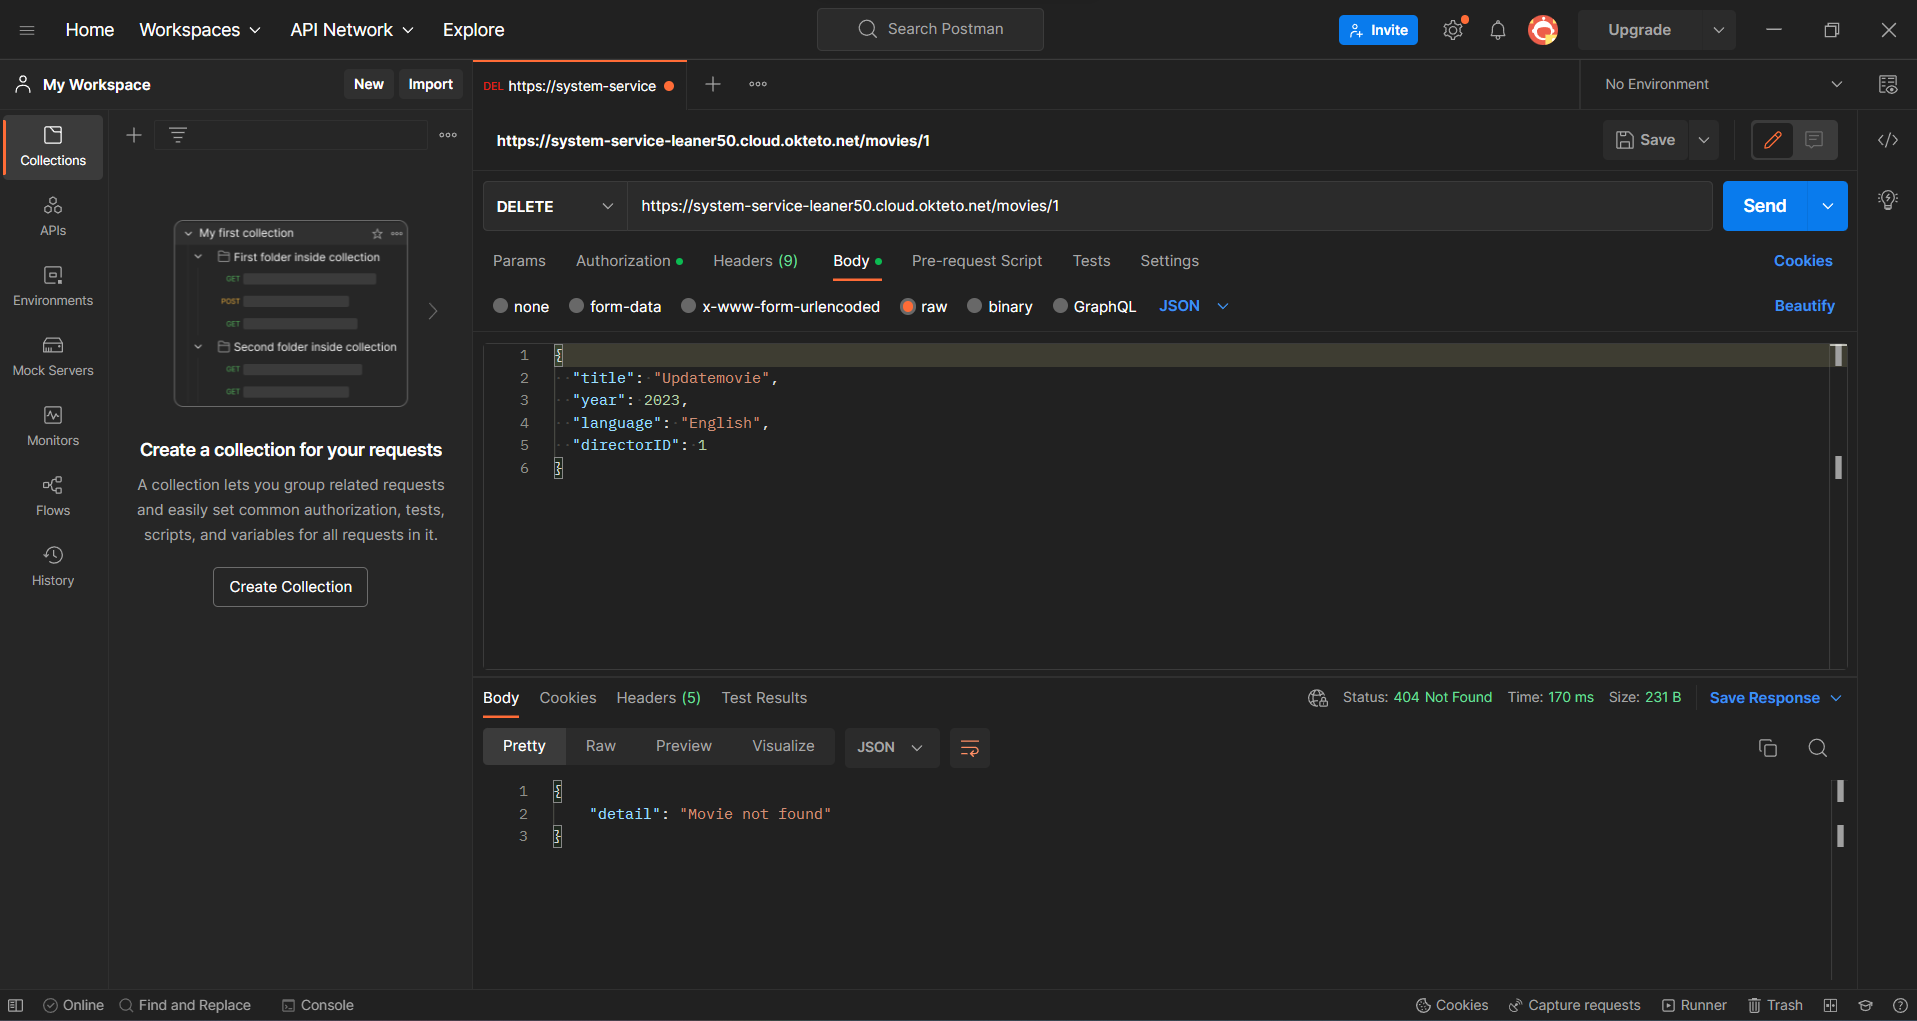 Home Workspaces API Network Explore Search Postman Invite Upgrade
My Workspace New Import DEL https://system-service No Environment
Collections
APIs
Environments
Mock Servers
Monitors
Flows
History
My first collection
First folder inside collection
GET
POST
GET
Second folder inside collection
GET
GET
Create a collection for your requests
A collection lets you group related requests
and easily set common authorization, tests,
scripts, and variables for all requests in it.
Create Collection
https://system-service-leaner50.cloud.okteto.net/movies/1 Save
DELETE https://system-service-leaner50.cloud.okteto.net/movies/1 Send
Params Authorization Headers (9) Body Pre-request Script Tests Settings Cookies
none form-data x-www-form-urlencoded raw binary GraphQL JSON Beautify
1 {
2 "title": "Updatemovie",
3 "year": 2023,
4 "language": "English",
5 "directorID": 1
6 }
Body Cookies Headers (5) Test Results Status: 404 Not Found Time: 170 ms Size: 231 B Save Response
Pretty Raw Preview Visualize JSON
1 {
2 "detail": "Movie not found"
3 }
Online Find and Replace Console Cookies Capture requests Runner Trash